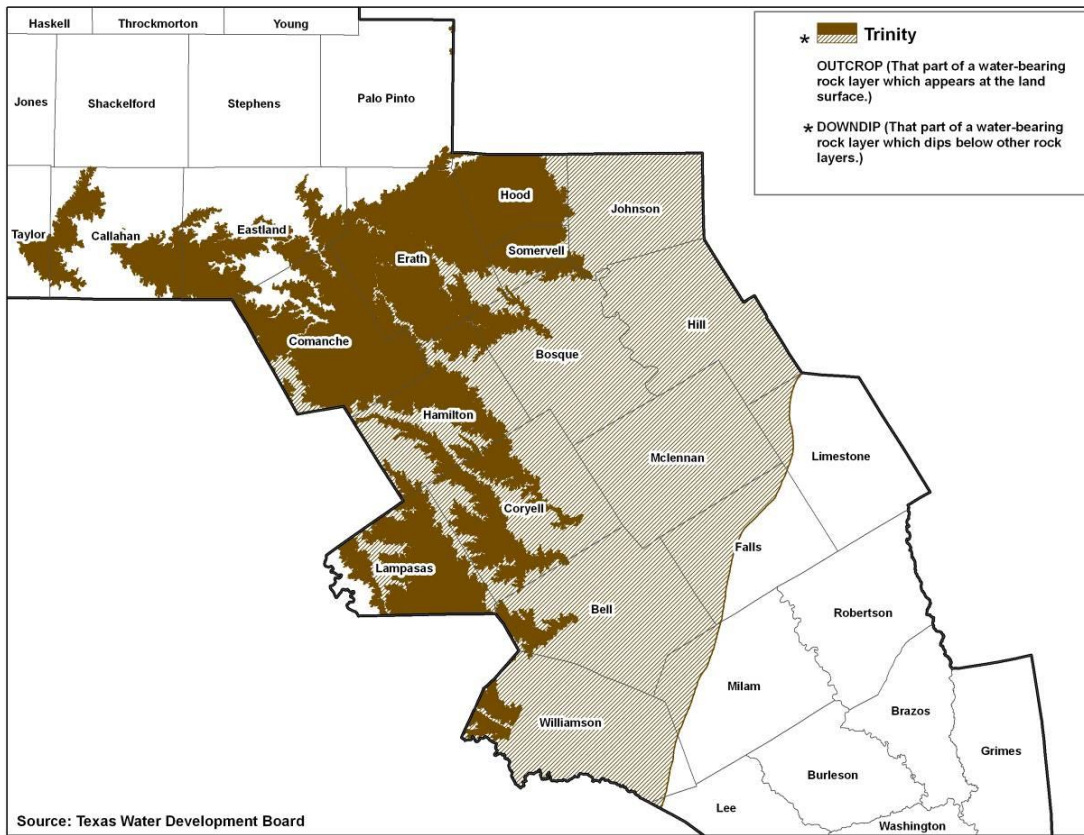 Haskell
Throckmorton
Young
* Trinity
OUTCROP (That part of a water-bearing
rock layer which appears at the land
surface.)
* DOWNDIP (That part of a water-bearing
rock layer which dips below other rock
layers.)
Jones
Shackelford
Stephens
Palo Pinto
Hood
Johnson
Taylor
Callahan
Eastland
Erath
Somervell
Comanche
Bosque
Hill
Hamilton
Mclennan
Limestone
Coryell
Falls
Lampasas
Bell
Robertson
Milam
Brazos
Williamson
Grimes
Burleson
Lee
Washington
Source: Texas Water Development Board